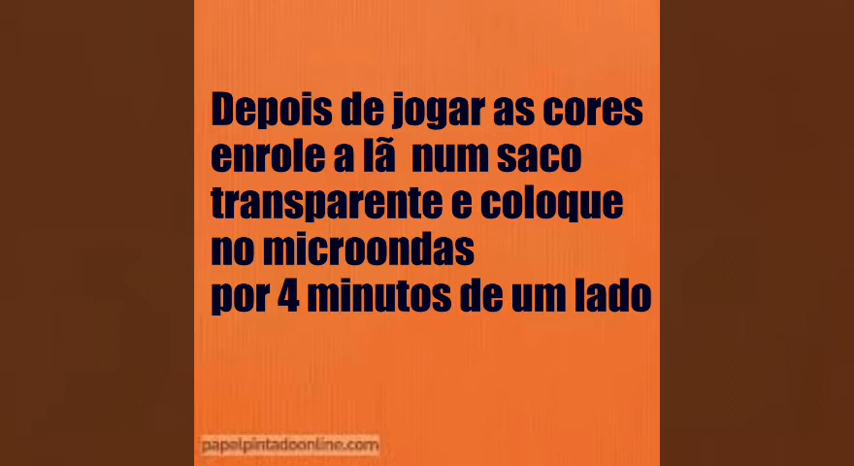 Depois de jogar as cores
enrole a lã num saco
transparente e coloque
no microondas
por 4 minutos de um lado
papelpintadoonline.com